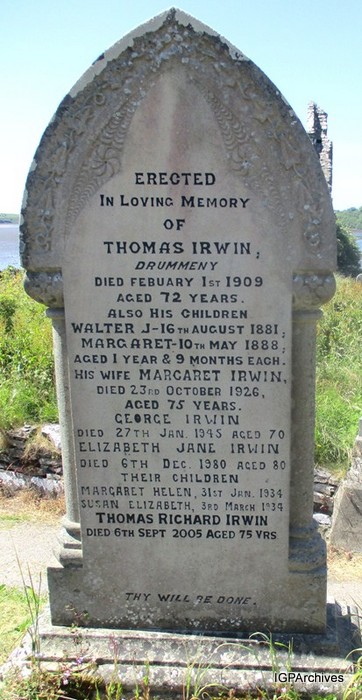 ERECTED
IN LOVING MEMORY
OF
THOMAS IRWIN,
DRUMMENY
DIED FEBUARY 1ST 1909
AGED 72 YEARS.
ALSO HIS CHILDREN
WALTER J-16TH AUGUST 1881;
MARGARET-10TH MAY 1888;
AGED 1 YEAR & 9 MONTHS EACH.
HIS WIFE MARGARET IRWIN,
DIED 23RD OCTOBER 1926,
AGED 75 YEARS.
GEORGE IRWIN
DIED 27TH JAN. 1945 AGED 70
ELIZABETH JANE IRWIN
DIED 6TH DEC. 1980 AGED 80
THEIR CHILDREN
MARGARET HELEN, 31ST JAN. 1934
SUSAN ELIZABETH, 3RD MARCH 1934
THOMAS RICHARD IRWIN
DIED 6TH SEPT 2005 AGED 75 YRS
THY WILL BE DONE.
IGPArchives